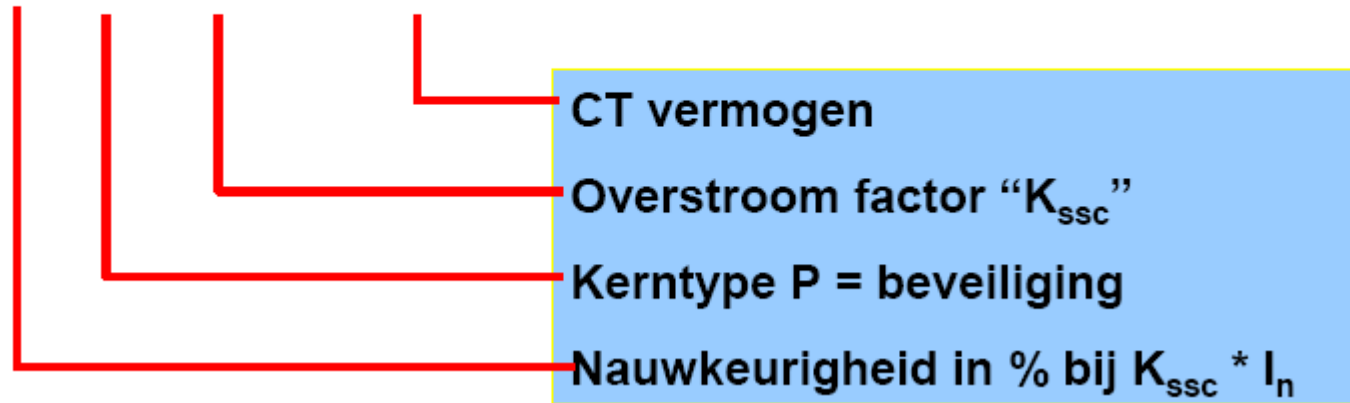 CT vermogen
Overstroom factor “Kssc”
Kerntype P = beveiliging
Nauwkeurigheid in % bij Kssc * In